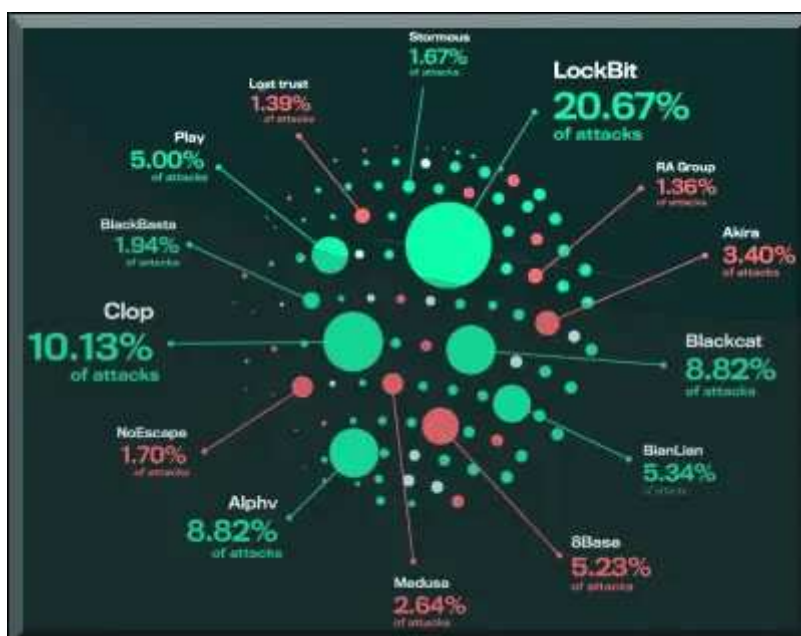 Stormous
1.67%
of attacks
LockBit
20.67%
of attacks
Lost trust
1.39%
of attacks
Play
5.00%
of attacks
RA Group
1.36%
of attacks
BlackBasta
1.94%
of attacks
Akira
3.40%
of attacks
Clop
10.13%
of attacks
Blackcat
8.82%
of attacks
NoEscape
1.70%
of attacks
BianLian
5.34%
of attacks
Alphv
8.82%
of attacks
8Base
5.23%
of attacks
Medusa
2.64%
of attacks